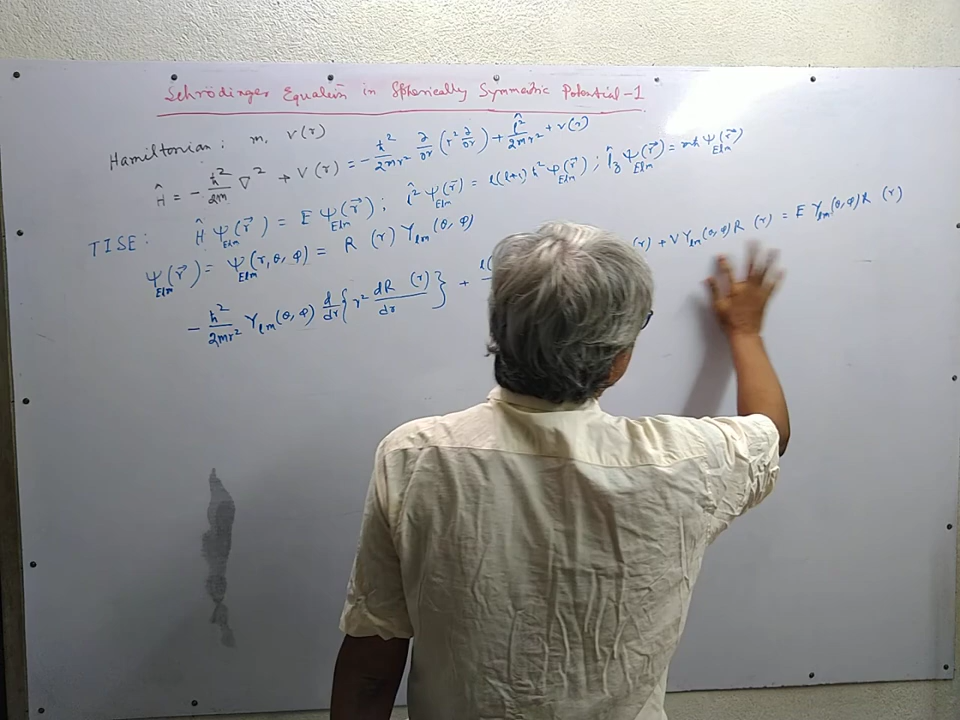 Schrödinger Equation in Spherically Symmetric Potential-1
Hamiltonian: m, V(r)
Ĥ = -ħ²/2m ∇² + V(r) = -ħ²/2mr² ∂/∂r (r² ∂/∂r) + l̂²/2mr² + V(r)
TISE: Ĥ Ψ_Elm(r⃗) = E Ψ_Elm(r⃗); l̂² Ψ_Elm(r⃗) = l(l+1) ħ² Ψ_Elm(r⃗); l̂_z Ψ_Elm(r⃗) = mħ Ψ_Elm(r⃗)
Ψ_Elm(r⃗) = Ψ_Elm(r, θ, φ) = R (r) Y_lm(θ, φ)
-ħ²/2mr² Y_lm(θ, φ) d/dr {r² dR (r)/dr} + l( (r) + V Y_lm(θ, φ) R (r) = E Y_lm(θ, φ) R (r)